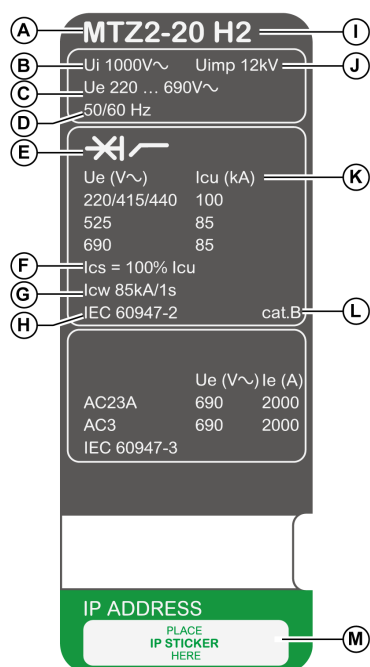 A MTZ2-20 H2 I
B Ui 1000V∿ Uimp 12kV J
C Ue 220 ... 690V∿
D 50/60 Hz
E
Ue (V∿) Icu (kA) K
220/415/440 100
525 85
690 85
F Ics = 100% Icu
G Icw 85kA/1s
H IEC 60947-2 cat.B L
Ue (V∿) Ie (A)
AC23A 690 2000
AC3 690 2000
IEC 60947-3
IP ADDRESS
PLACE
IP STICKER M
HERE